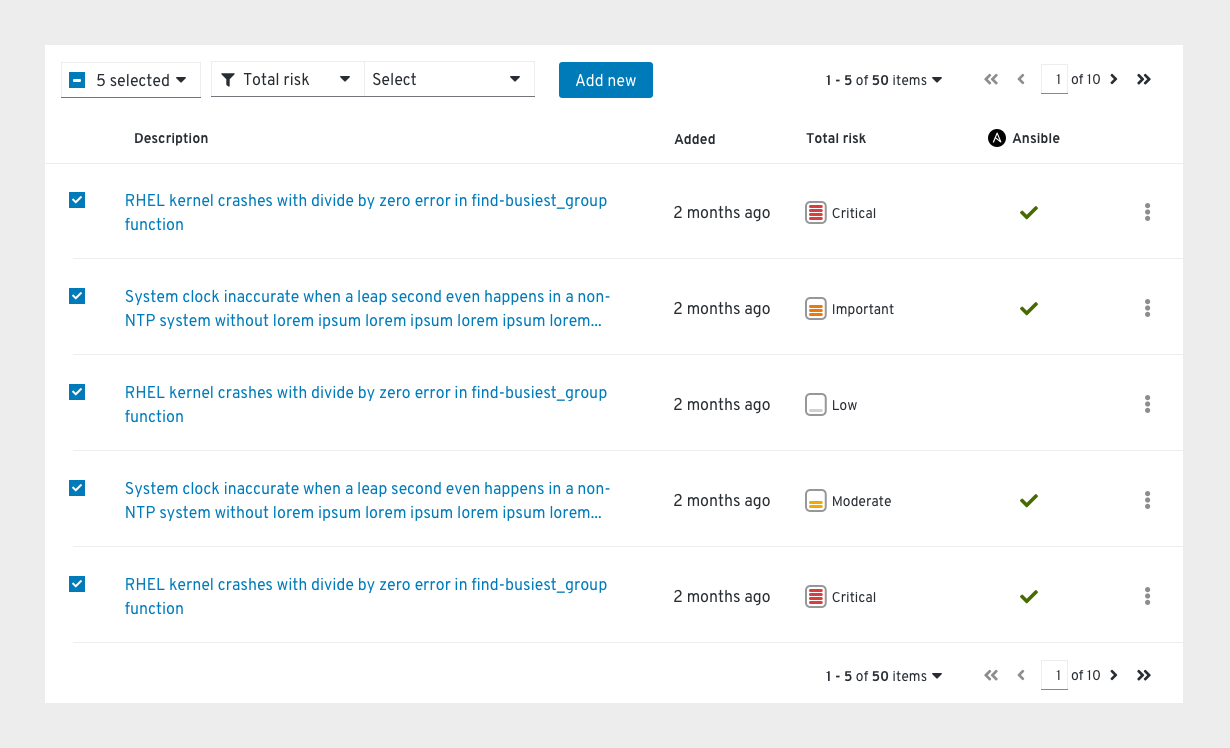 5 selected Total risk Select Add new 1 - 5 of 50 items 1 of 10
Description Added Total risk A Ansible
RHEL kernel crashes with divide by zero error in find-busiest_group
function
2 months ago Critical
System clock inaccurate when a leap second even happens in a non-
NTP system without lorem ipsum lorem ipsum lorem ipsum lorem...
2 months ago Important
RHEL kernel crashes with divide by zero error in find-busiest_group
function
2 months ago Low
System clock inaccurate when a leap second even happens in a non-
NTP system without lorem ipsum lorem ipsum lorem ipsum lorem...
2 months ago Moderate
RHEL kernel crashes with divide by zero error in find-busiest_group
function
2 months ago Critical
1 - 5 of 50 items 1 of 10